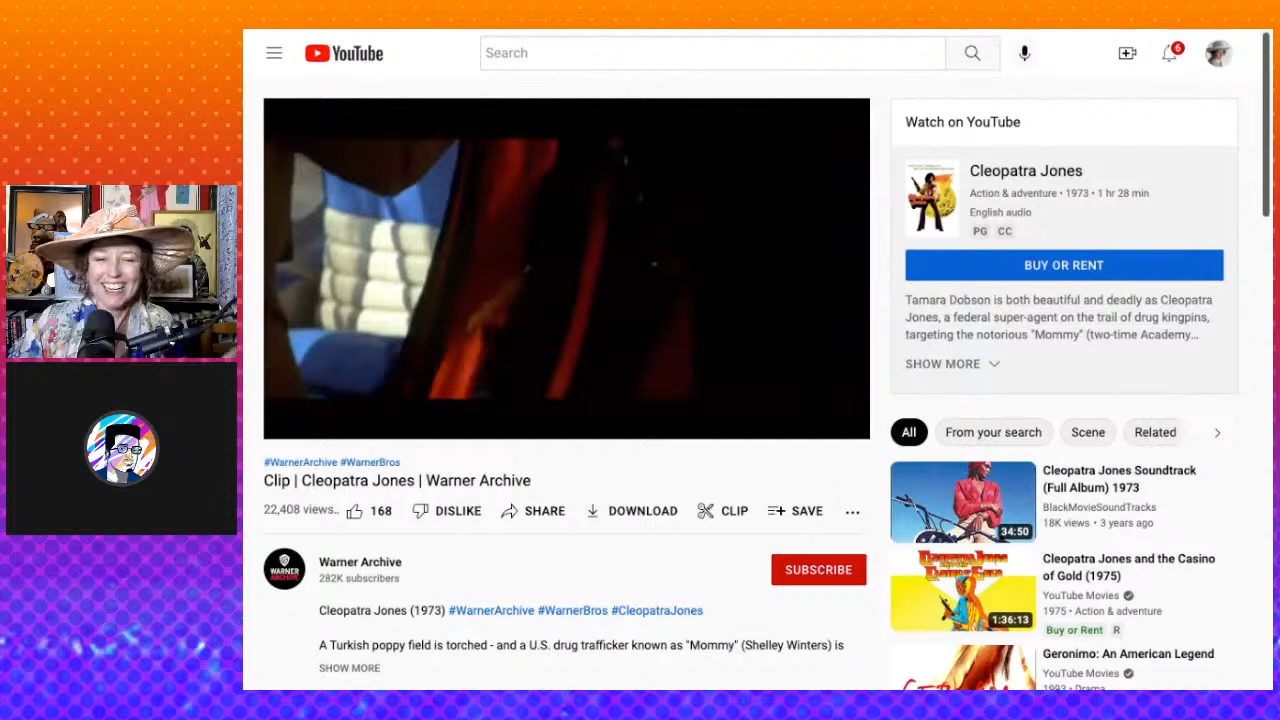 YouTube
Search
6
Watch on YouTube
Cleopatra Jones
Action & adventure • 1973 • 1 hr 28 min
English audio
PG CC
BUY OR RENT
Tamara Dobson is both beautiful and deadly as Cleopatra
Jones, a federal super-agent on the trail of drug kingpins,
targeting the notorious "Mommy" (two-time Academy...
SHOW MORE
#WarnerArchive #WarnerBros
Clip | Cleopatra Jones | Warner Archive
22,408 views.. 168 DISLIKE SHARE DOWNLOAD CLIP SAVE ...
WARNER
ARCHIVE
Warner Archive
282K subscribers
SUBSCRIBE
Cleopatra Jones (1973) #WarnerArchive #WarnerBros #CleopatraJones
A Turkish poppy field is torched - and a U.S. drug trafficker known as "Mommy" (Shelley Winters) is
SHOW MORE
All From your search Scene Related
34:50
Cleopatra Jones Soundtrack
(Full Album) 1973
BlackMovieSoundTracks
18K views • 3 years ago
CLEOPATRA JONES
1:36:13
Cleopatra Jones and the Casino
of Gold (1975)
YouTube Movies
1975 • Action & adventure
Buy or Rent R
Geronimo: An American Legend
YouTube Movies
1993 • Drama